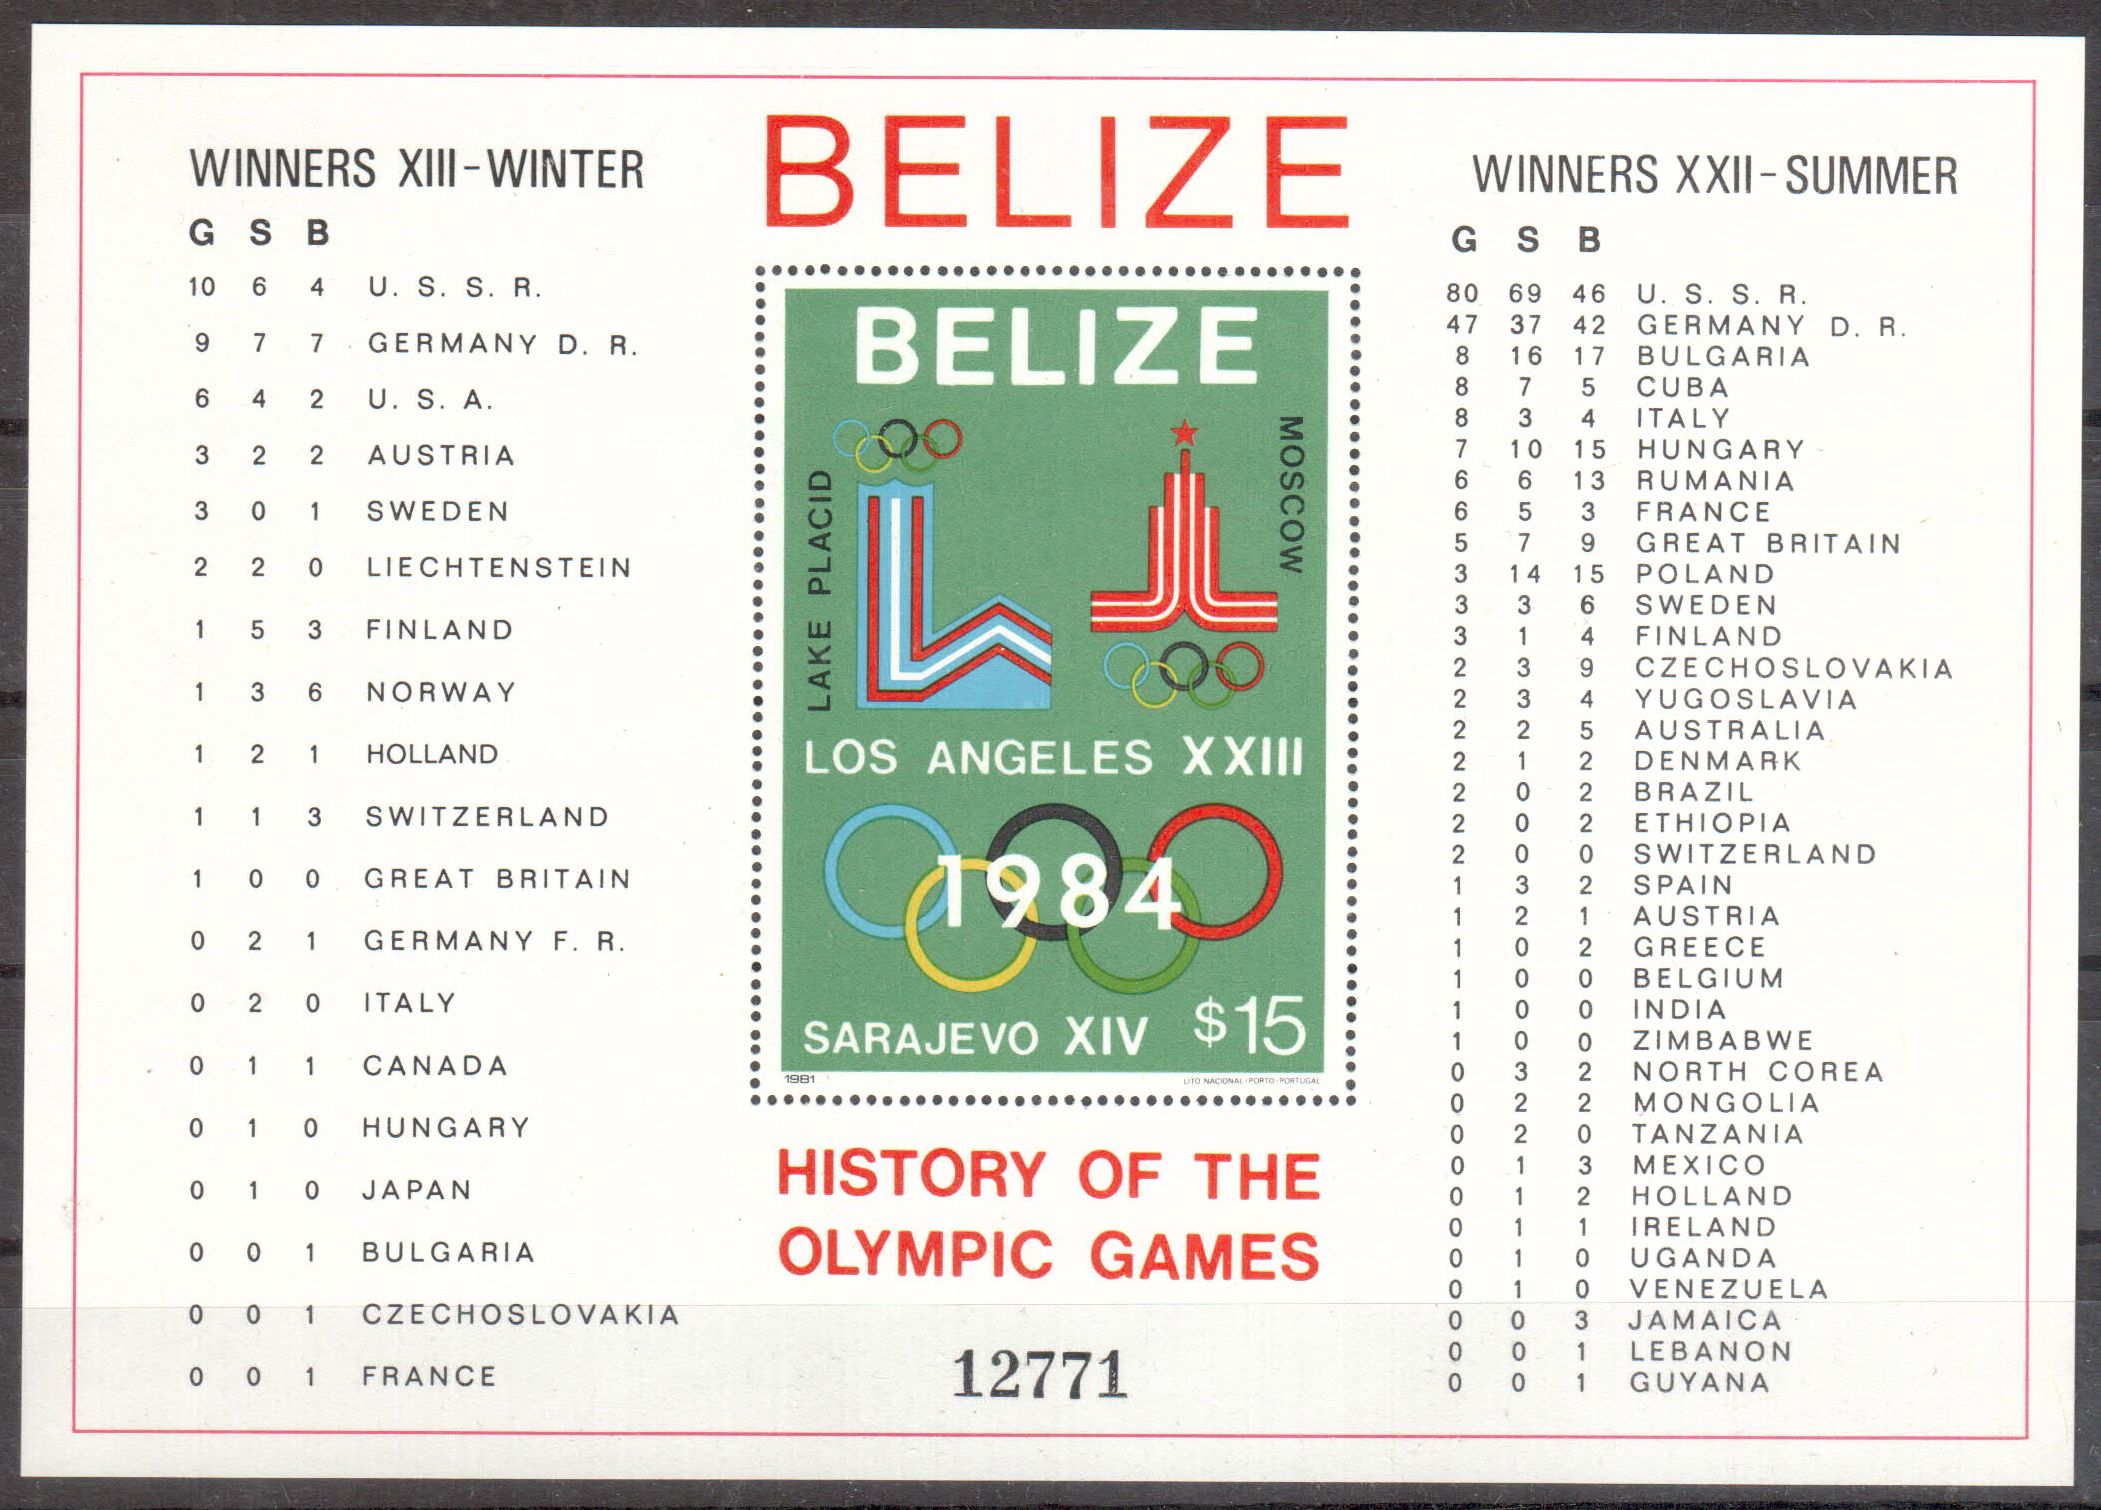 BELIZE
WINNERS XIII-WINTER
G S B
10 6 4 U. S. S. R.
9 7 7 GERMANY D. R.
6 4 2 U. S. A.
3 2 2 AUSTRIA
3 0 1 SWEDEN
2 2 0 LIECHTENSTEIN
1 5 3 FINLAND
1 3 6 NORWAY
1 2 1 HOLLAND
1 1 3 SWITZERLAND
1 0 0 GREAT BRITAIN
0 2 1 GERMANY F. R.
0 2 0 ITALY
0 1 1 CANADA
0 1 0 HUNGARY
0 1 0 JAPAN
0 0 1 BULGARIA
0 0 1 CZECHOSLOVAKIA
0 0 1 FRANCE
BELIZE
LAKE PLACID
MOSCOW
LOS ANGELES XXIII
1984
SARAJEVO XIV $15
1981 LITO NACIONAL-PORTO-PORTUGAL
HISTORY OF THE
OLYMPIC GAMES
12771
WINNERS XXII-SUMMER
G S B
80 69 46 U. S. S. R.
47 37 42 GERMANY D. R.
8 16 17 BULGARIA
8 7 5 CUBA
8 3 4 ITALY
7 10 15 HUNGARY
6 6 13 RUMANIA
6 5 3 FRANCE
5 7 9 GREAT BRITAIN
3 14 15 POLAND
3 3 6 SWEDEN
3 1 4 FINLAND
2 3 9 CZECHOSLOVAKIA
2 3 4 YUGOSLAVIA
2 2 5 AUSTRALIA
2 1 2 DENMARK
2 0 2 BRAZIL
2 0 2 ETHIOPIA
2 0 0 SWITZERLAND
1 3 2 SPAIN
1 2 1 AUSTRIA
1 0 2 GREECE
1 0 0 BELGIUM
1 0 0 INDIA
1 0 0 ZIMBABWE
0 3 2 NORTH COREA
0 2 2 MONGOLIA
0 2 0 TANZANIA
0 1 3 MEXICO
0 1 2 HOLLAND
0 1 1 IRELAND
0 1 0 UGANDA
0 1 0 VENEZUELA
0 0 3 JAMAICA
0 0 1 LEBANON
0 0 1 GUYANA